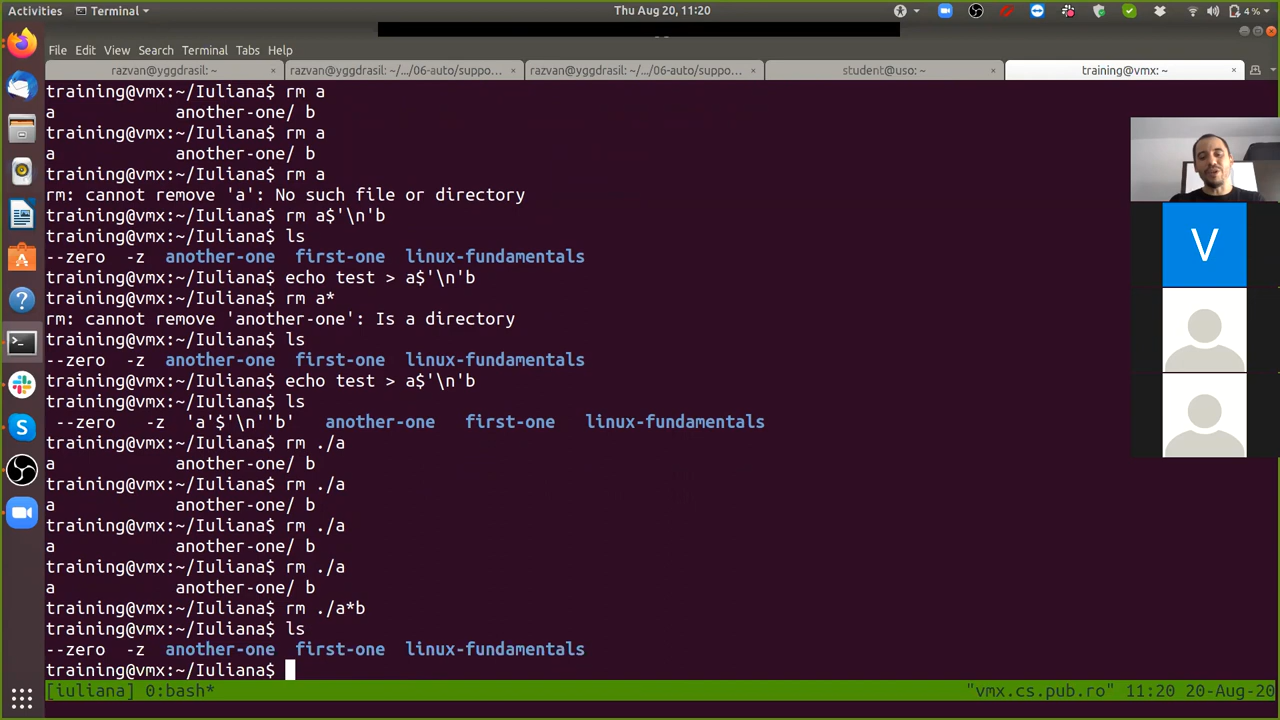 Activities Terminal Thu Aug 20, 11:20 4%
File Edit View Search Terminal Tabs Help
razvan@yggdrasil: ~ razvan@yggdrasil: ~/.../06-auto/suppo... razvan@yggdrasil: ~/.../06-auto/suppo... student@uso: ~ training@vmx: ~
training@vmx:~/Iuliana$ rm a
a another-one/ b
training@vmx:~/Iuliana$ rm a
a another-one/ b
training@vmx:~/Iuliana$ rm a
rm: cannot remove 'a': No such file or directory
training@vmx:~/Iuliana$ rm a$'\n'b
training@vmx:~/Iuliana$ ls
--zero -z another-one first-one linux-fundamentals
training@vmx:~/Iuliana$ echo test > a$'\n'b
training@vmx:~/Iuliana$ rm a*
rm: cannot remove 'another-one': Is a directory
training@vmx:~/Iuliana$ ls
--zero -z another-one first-one linux-fundamentals
training@vmx:~/Iuliana$ echo test > a$'\n'b
training@vmx:~/Iuliana$ ls
--zero -z 'a'$'\n''b' another-one first-one linux-fundamentals
training@vmx:~/Iuliana$ rm ./a
a another-one/ b
training@vmx:~/Iuliana$ rm ./a
a another-one/ b
training@vmx:~/Iuliana$ rm ./a
a another-one/ b
training@vmx:~/Iuliana$ rm ./a
a another-one/ b
training@vmx:~/Iuliana$ rm ./a*b
training@vmx:~/Iuliana$ ls
--zero -z another-one first-one linux-fundamentals
training@vmx:~/Iuliana$
[iuliana] 0:bash* "vmx.cs.pub.ro" 11:20 20-Aug-20
V